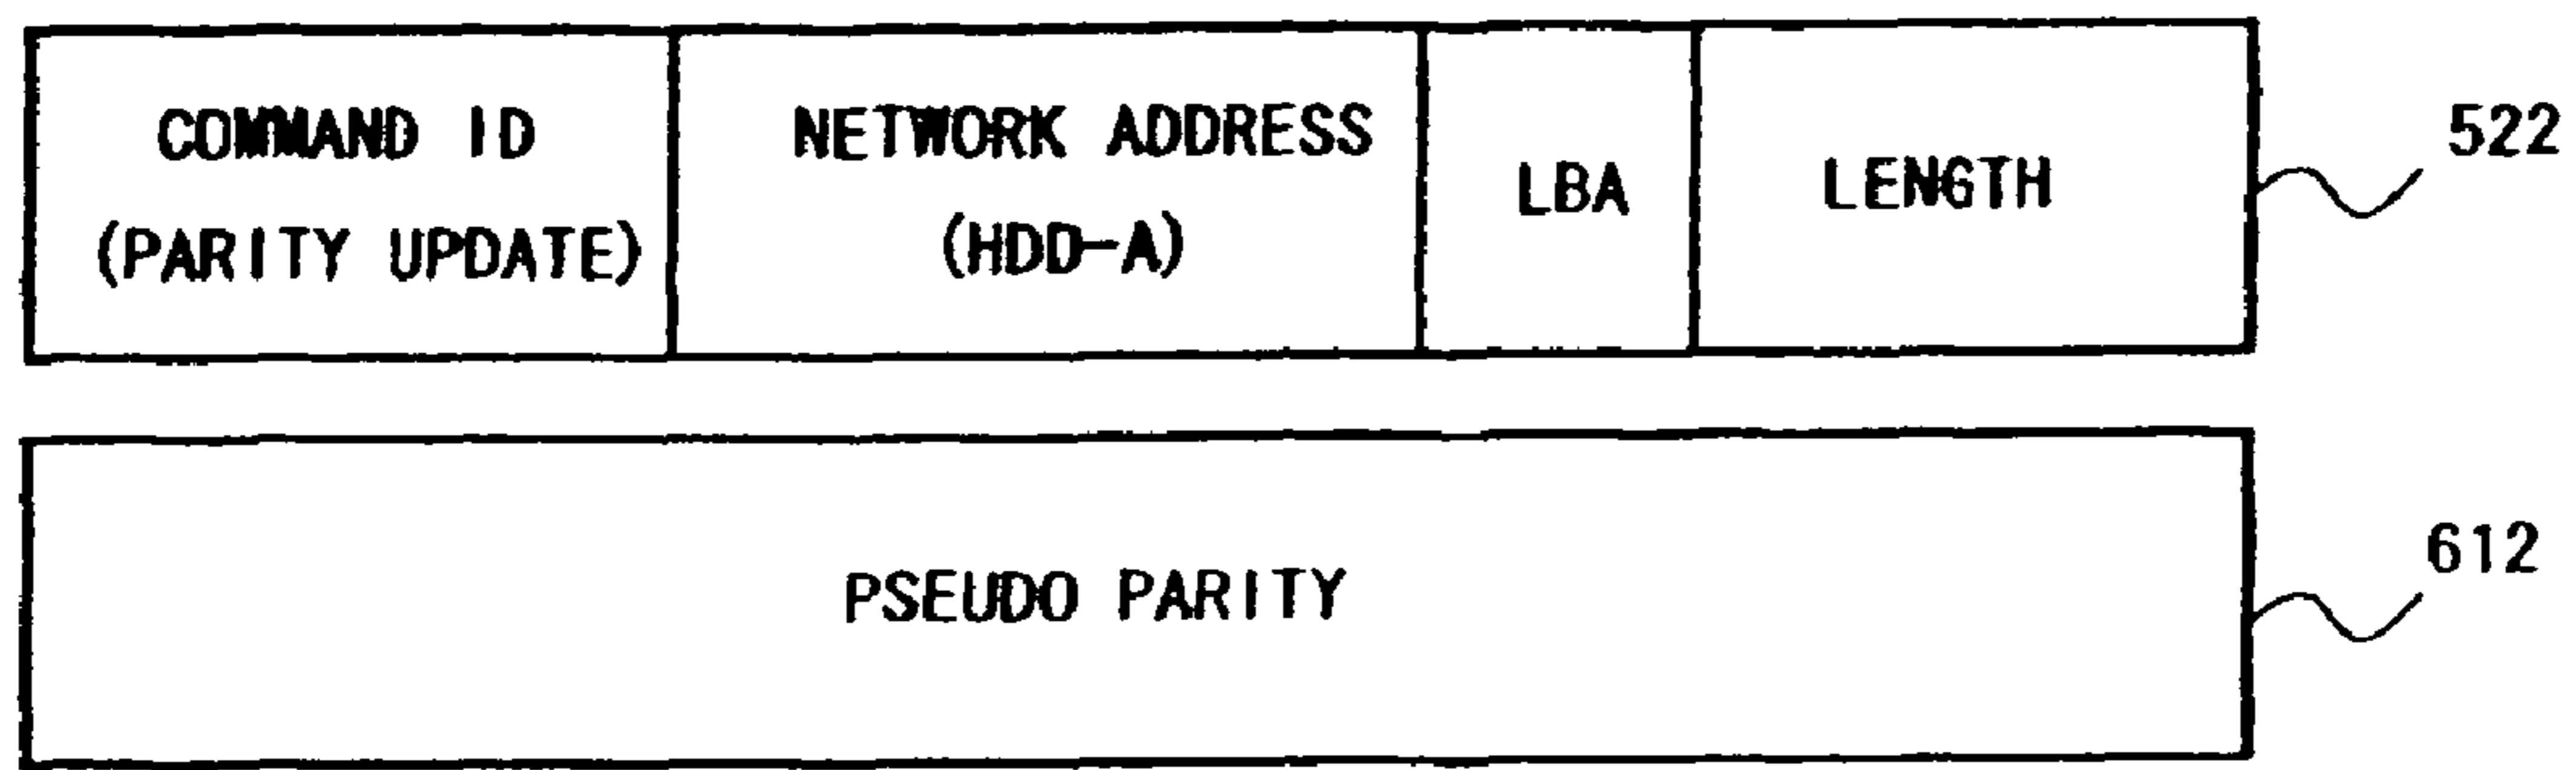 COMMAND ID
(PARITY UPDATE)
NETWORK ADDRESS
(HDD-A)
LBA
LENGTH
522
PSEUDO PARITY
612